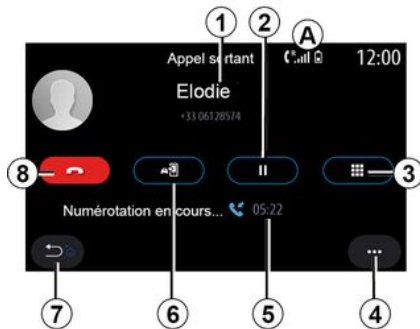 1
2
A
Appel sortant
R
12:00
Elodie
+33 06128574
8
3
Numérotation en cours... 05:22
7
6
5
4